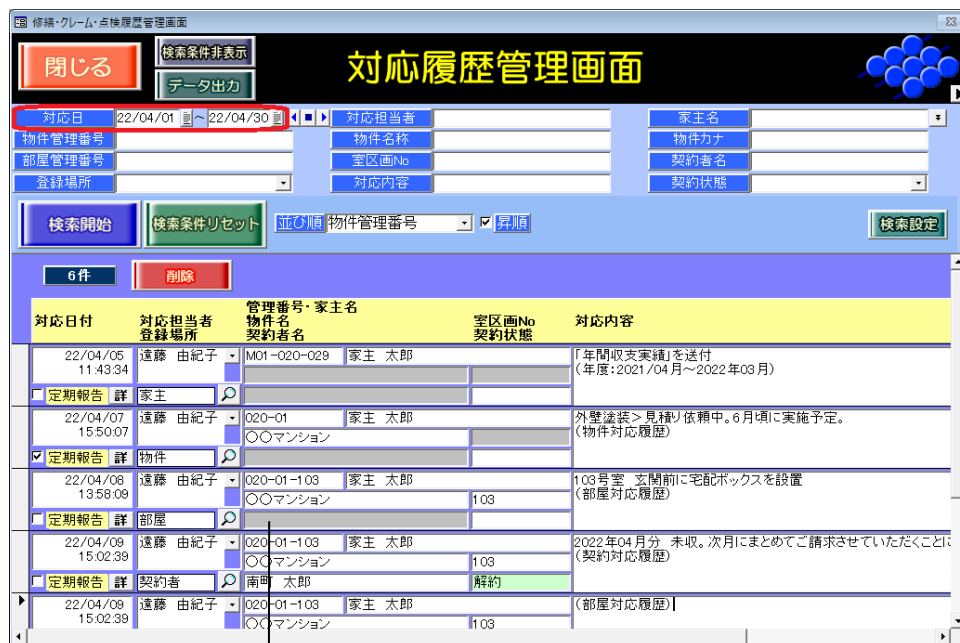 修繕・クレーム・点検履歴管理画面
閉じる
検索条件非表示
データ出力
対応履歴管理画面
対応日 22/04/01 ~ 22/04/30 対応担当者 家主名
物件管理番号 物件名称 物件カナ
部屋管理番号 室区画No 契約者名
登録場所 対応内容 契約状態
検索開始 検索条件リセット 並び順 物件管理番号 昇順 検索設定
6件 削除
管理番号・家主名
対応日付 対応担当者 物件名 室区画No 対応内容
登録場所 契約者名 契約状態
22/04/05 遠藤 由紀子 M01-020-029 家主 太郎 「年間収支実績」を送付
11:43:34 (年度:2021/04月~2022年03月)
定期報告 詳 家主
22/04/07 遠藤 由紀子 020-01 家主 太郎 外壁塗装>見積り依頼中。6月頃に実施予定。
15:50:07 〇〇マンション (物件対応履歴)
定期報告 詳 物件
22/04/08 遠藤 由紀子 020-01-103 家主 太郎 103号室 玄関前に宅配ボックスを設置
13:58:09 〇〇マンション 103 (部屋対応履歴)
定期報告 詳 部屋
22/04/09 遠藤 由紀子 020-01-103 家主 太郎 2022年04月分 未収。次月にまとめてご請求させていただくことに
15:02:39 〇〇マンション 103 (契約対応履歴)
定期報告 詳 契約者 南町 太郎 解約
22/04/09 遠藤 由紀子 020-01-103 家主 太郎 (部屋対応履歴)
15:02:39 〇〇マンション 103